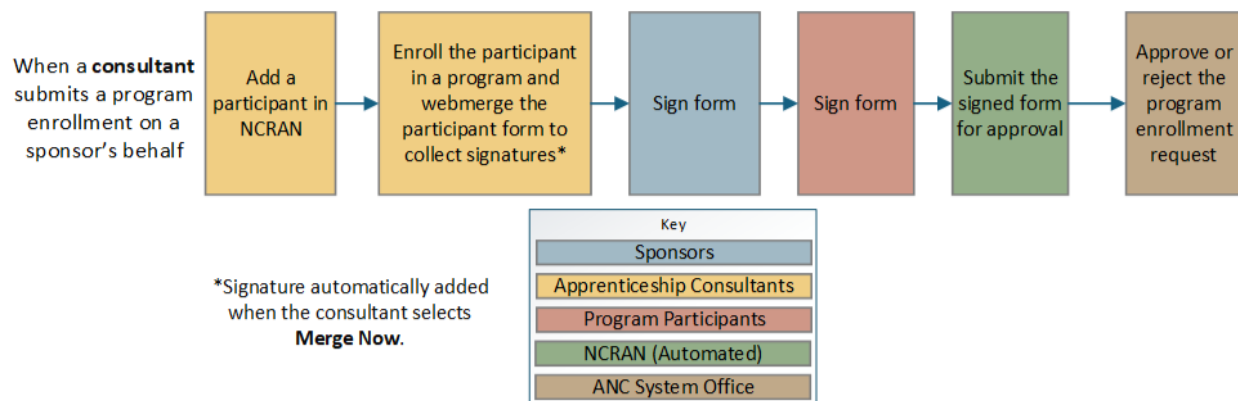 When a consultant
submits a program
enrollment on a
sponsor's behalf
Add a
participant in
NCRAN
Enroll the participant
in a program and
webmerge the
participant form to
collect signatures*
Sign form
Sign form
Submit the
signed form
for approval
Approve or
reject the
program
enrollment
request
*Signature automatically added
when the consultant selects
Merge Now.
Key
Sponsors
Apprenticeship Consultants
Program Participants
NCRAN (Automated)
ANC System Office